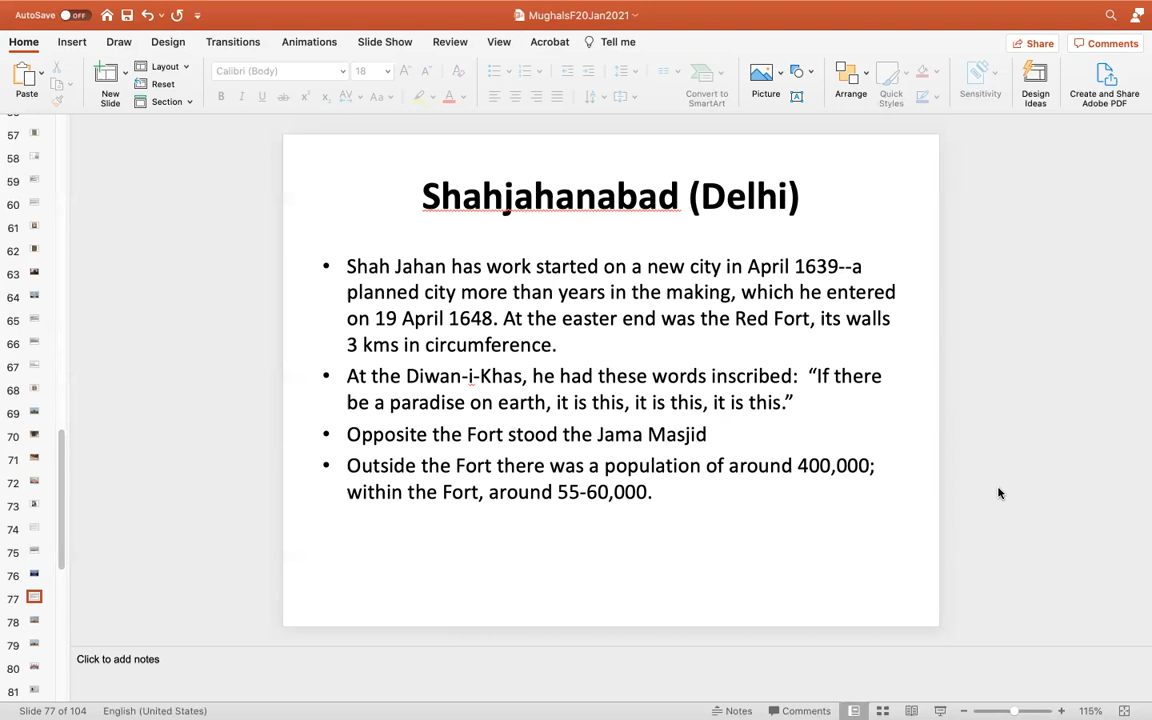 AutoSave OFF MughalsF20Jan2021
Home Insert Draw Design Transitions Animations Slide Show Review View Acrobat Tell me Share Comments
Paste New Slide Layout Reset Section Calibri (Body) 18 Convert to SmartArt Picture Arrange Quick Styles Sensitivity Design Ideas Create and Share Adobe PDF
57
58
59
60
61
62
63
64
65
66
67
68
69
70
71
72
73
74
75
76
77
78
79
80
81
Shahjahanabad (Delhi)
• Shah Jahan has work started on a new city in April 1639--a
planned city more than years in the making, which he entered
on 19 April 1648. At the easter end was the Red Fort, its walls
3 kms in circumference.
• At the Diwan-i-Khas, he had these words inscribed: “If there
be a paradise on earth, it is this, it is this, it is this.”
• Opposite the Fort stood the Jama Masjid
• Outside the Fort there was a population of around 400,000;
within the Fort, around 55-60,000.
Click to add notes
Slide 77 of 104 English (United States) Notes Comments 115%